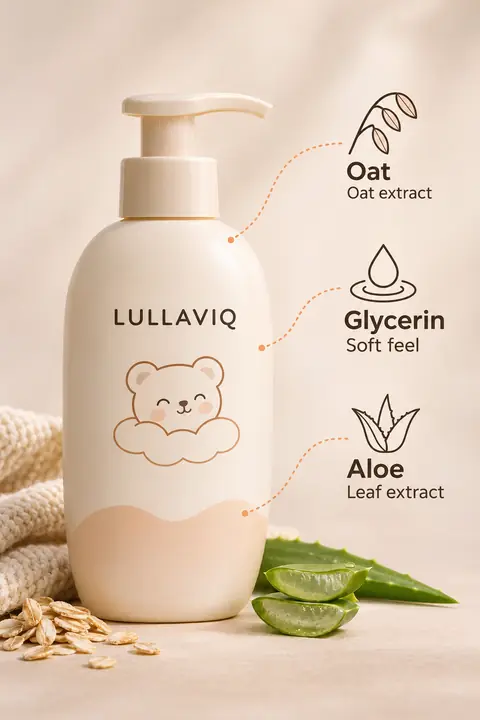 LULLAVIQ
Oat
Oat extract
Glycerin
Soft feel
Aloe
Leaf extract